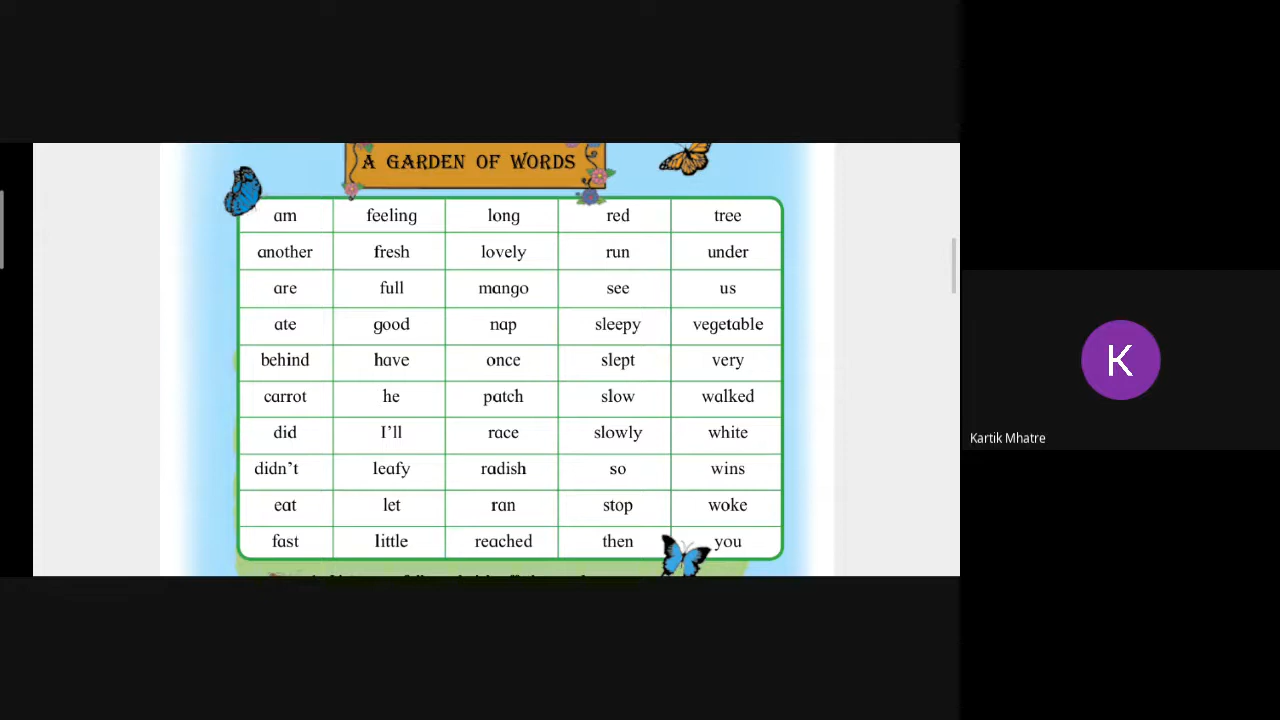 A GARDEN OF WORDS
am feeling long red tree
another fresh lovely run under
are full mango see us
ate good nap sleepy vegetable
behind have once slept very
carrot he patch slow walked
did I'll race slowly white
didn't leafy radish so wins
eat let ran stop woke
fast little reached then you
K
Kartik Mhatre